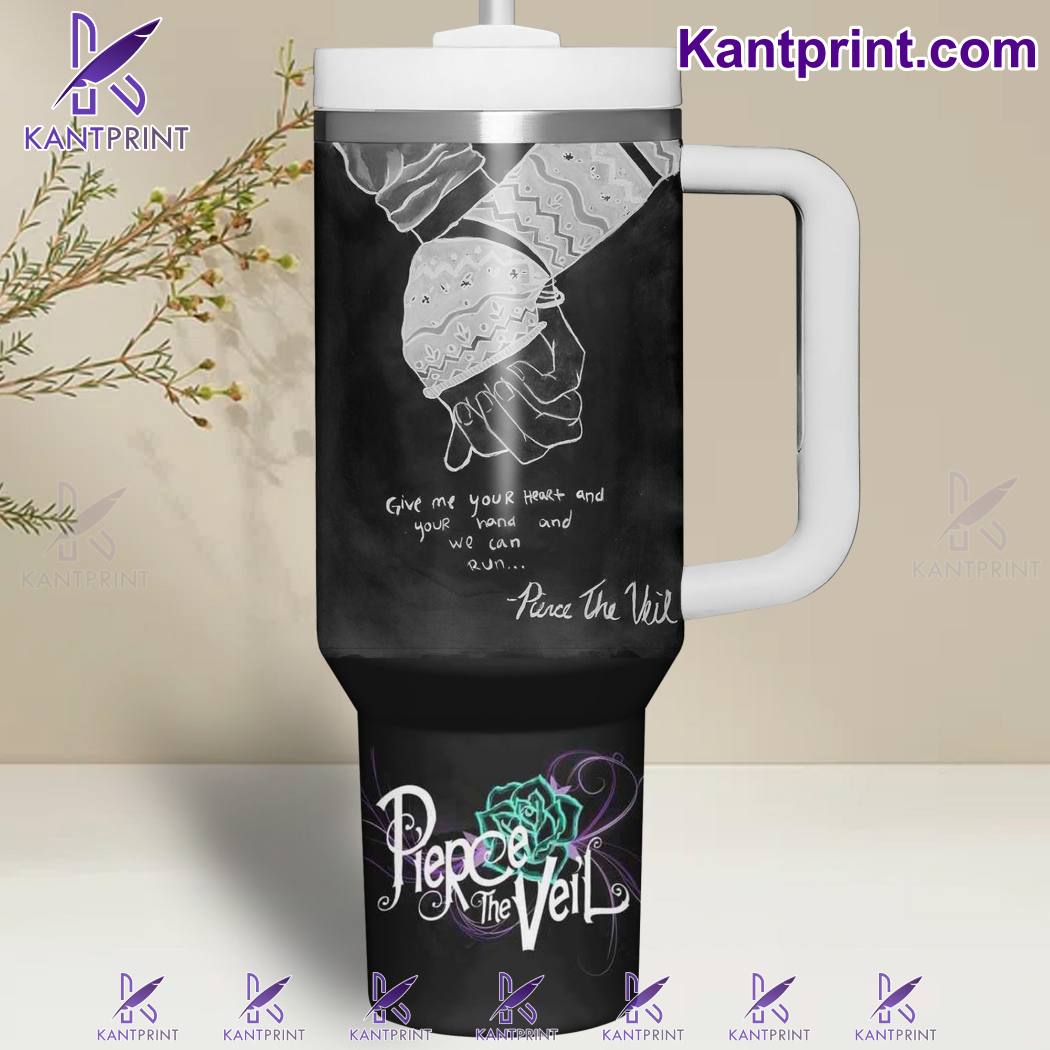 Kantprint.com
KANTPRINT
Give me your Heart and
your hand and
we can
run...
-Pierce The Veil
KANTPRINT
KANTPRINT
Pierce
The Veil
KANTPRINT
KANTPRINT
KANTPRINT
KANTPRINT
KANTPRINT
KANTPRINT
KANTPRINT